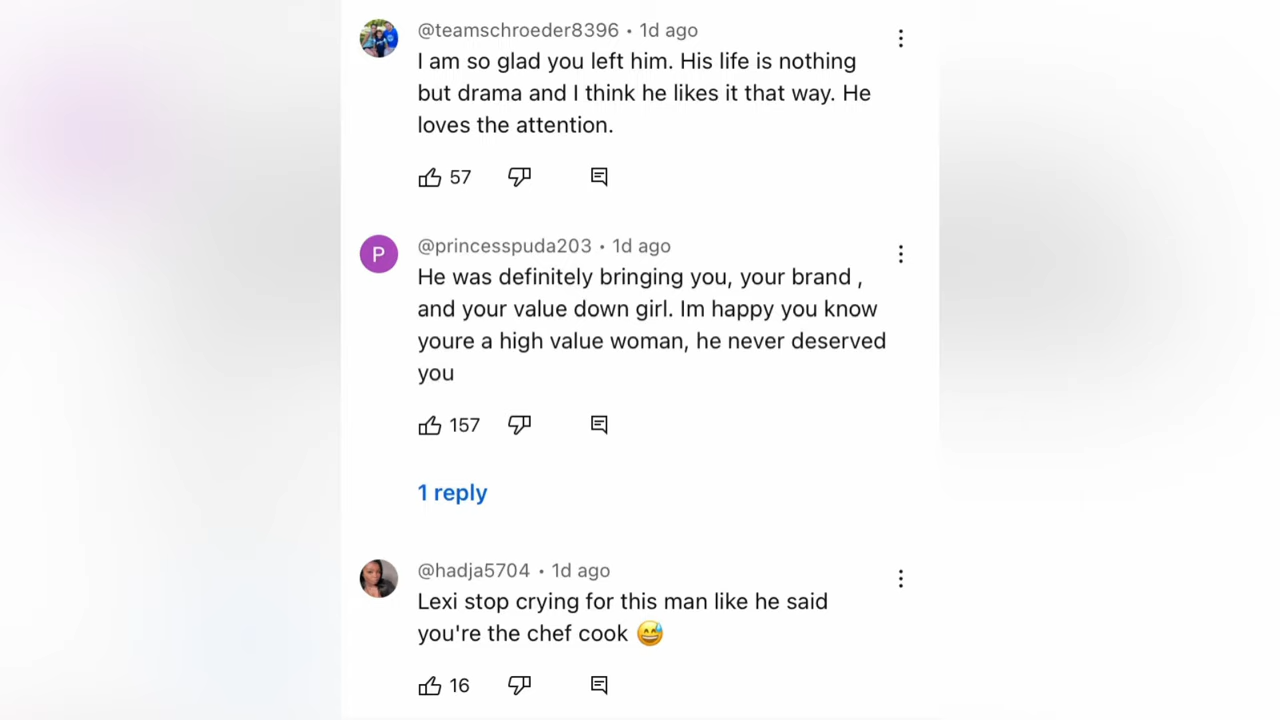 @teamschroeder8396 • 1d ago
I am so glad you left him. His life is nothing
but drama and I think he likes it that way. He
loves the attention.
57
P
@princesspuda203 • 1d ago
He was definitely bringing you, your brand ,
and your value down girl. Im happy you know
youre a high value woman, he never deserved
you
157
1 reply
@hadja5704 • 1d ago
Lexi stop crying for this man like he said
you're the chef cook 😅
16